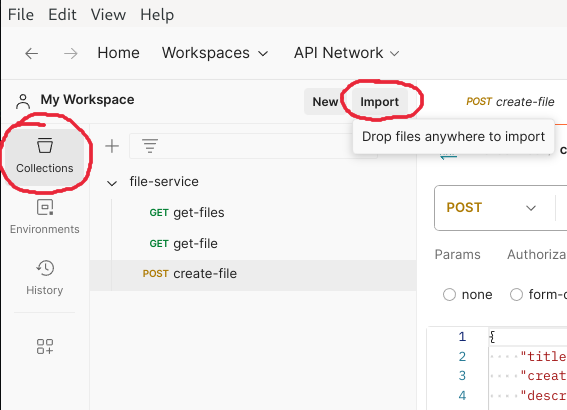 File Edit View Help
Home Workspaces API Network
My Workspace New Import POST create-file
Drop files anywhere to import
Collections
file-service
GET get-files
GET get-file
POST create-file
Environments
History
POST
Params Authoriza
none form-c
1 {
2 "title
3 "creat
4 "descr